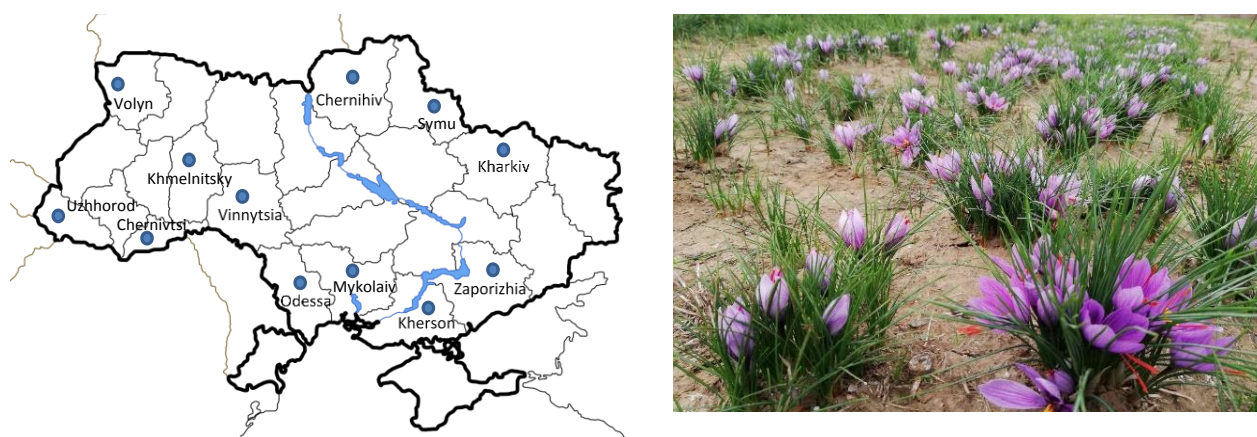 Volyn
Chernihiv
Symu
Kharkiv
Khmelnitsky
Vinnytsia
Uzhhorod
Chernivtsi
Odessa
Mykolaiv
Zaporizhia
Kherson